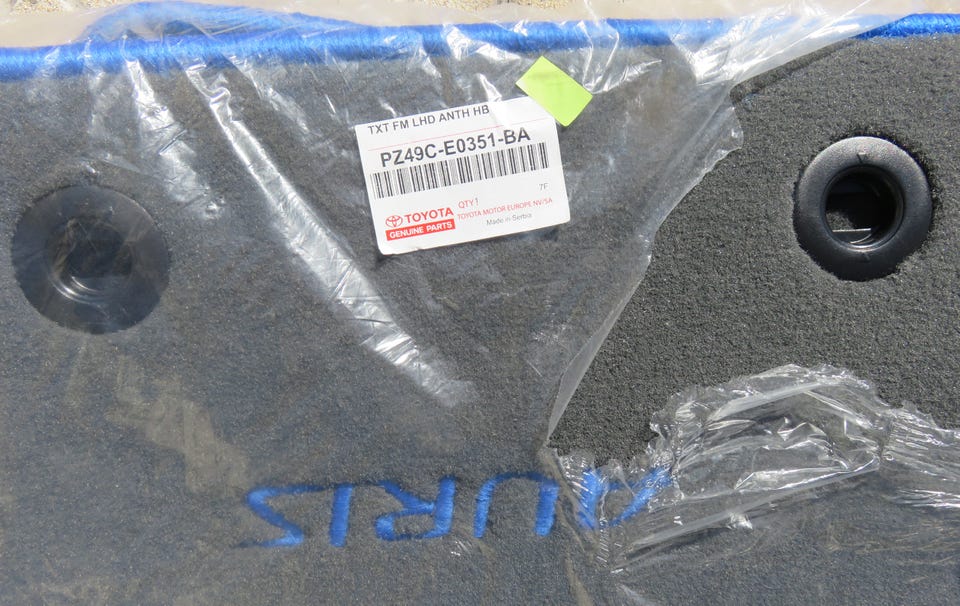 TXT FM LHD ANTH HB
PZ49C-E0351-BA
7F
QTY1
TOYOTA
TOYOTA MOTOR EUROPE NV/SA
GENUINE PARTS
Made in Serbia
AURIS